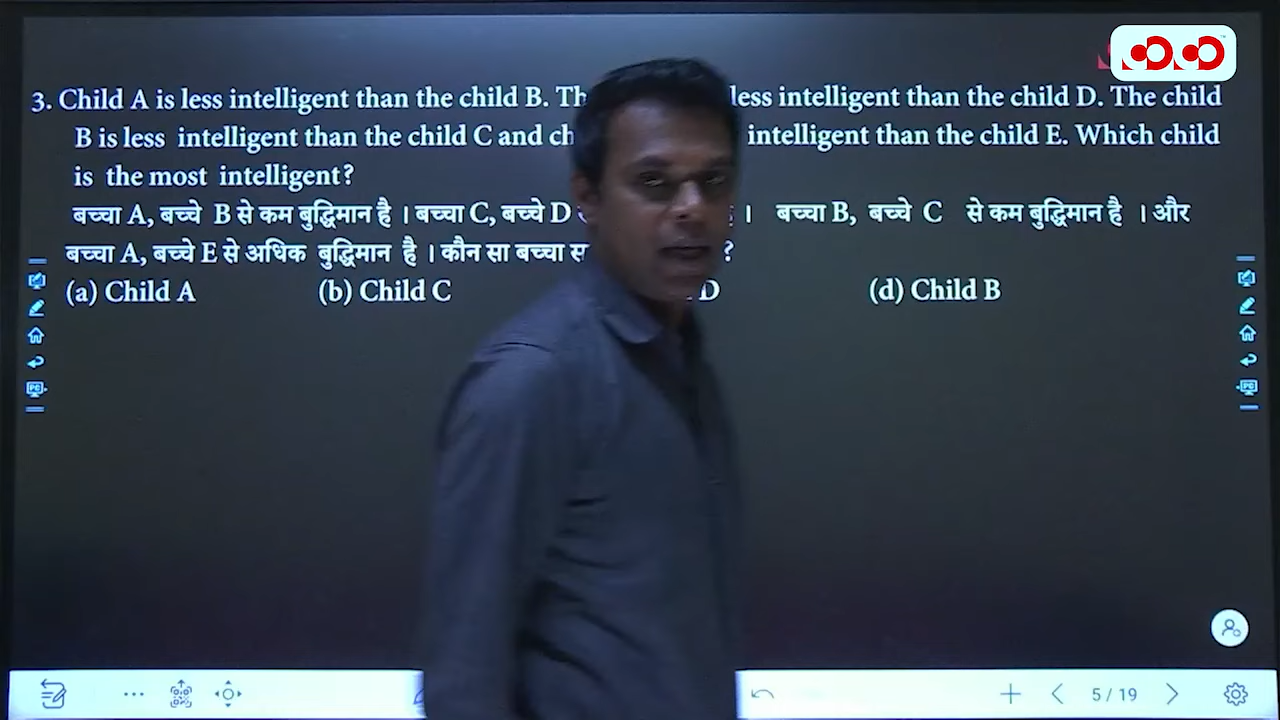 3. Child A is less intelligent than the child B. Th less intelligent than the child D. The child
B is less intelligent than the child C and ch intelligent than the child E. Which child
is the most intelligent?
बच्चा A, बच्चे B से कम बुद्धिमान है । बच्चा C, बच्चे D । बच्चा B, बच्चे C से कम बुद्धिमान है । और
बच्चा A, बच्चे E से अधिक बुद्धिमान है । कौन सा बच्चा स ?
(a) Child A (b) Child C D (d) Child B
PC PC
5 / 19